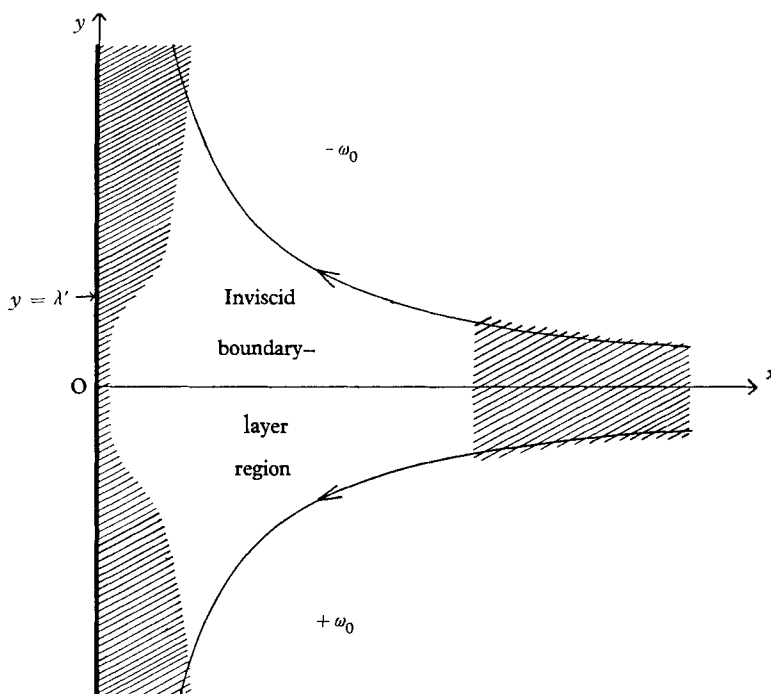 y
− ω₀
y = λ′
Inviscid
boundary–
O
x
layer
region
+ ω₀